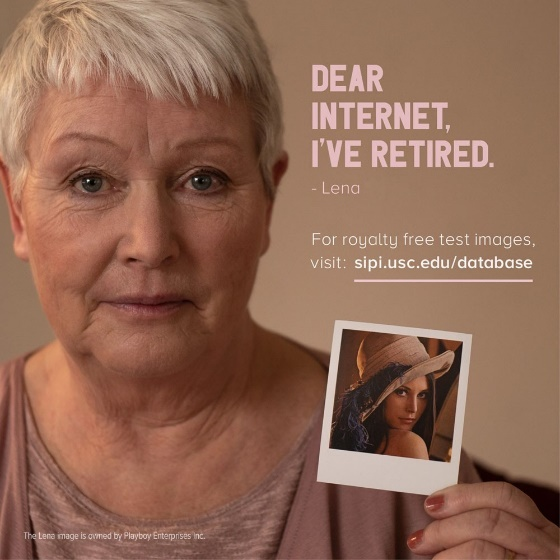 DEAR
INTERNET,
I'VE RETIRED.
- Lena
For royalty free test images,
visit: sipi.usc.edu/database
The Lena image is owned by Playboy Enterprises Inc.